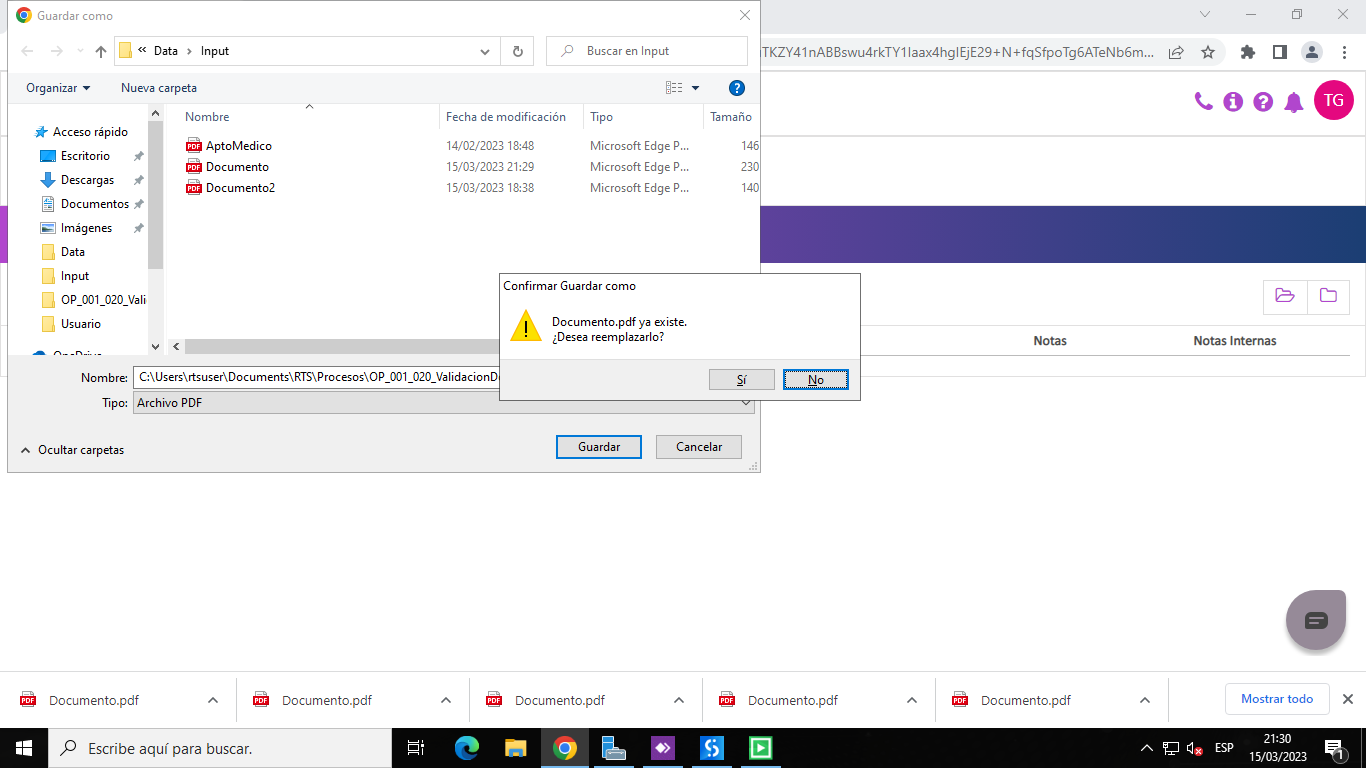 Guardar como
Data
Input
Buscar en Input
TKZY41nABBswu4rkTY1Iaax4hgIEjE29+N+fqSfpoTg6ATeNb6m...
Organizar
Nueva carpeta
TG
Nombre
Fecha de modificación
Tipo
Tamaño
Acceso rápido
Escritorio
Descargas
Documentos
Imágenes
Data
Input
OP_001_020_Vali
Usuario
OneDrive
AptoMedico
14/02/2023 18:48
Microsoft Edge P...
146
Documento
15/03/2023 21:29
Microsoft Edge P...
230
Documento2
15/03/2023 18:38
Microsoft Edge P...
140
Confirmar Guardar como
Documento.pdf ya existe.
¿Desea reemplazarlo?
Sí
No
Notas
Notas Internas
Nombre:
C:\Users\rtsuser\Documents\RTS\Procesos\OP_001_020_ValidacionD
Tipo:
Archivo PDF
Ocultar carpetas
Guardar
Cancelar
Documento.pdf
Documento.pdf
Documento.pdf
Documento.pdf
Documento.pdf
Mostrar todo
Escribe aquí para buscar.
ESP
21:30
15/03/2023
1